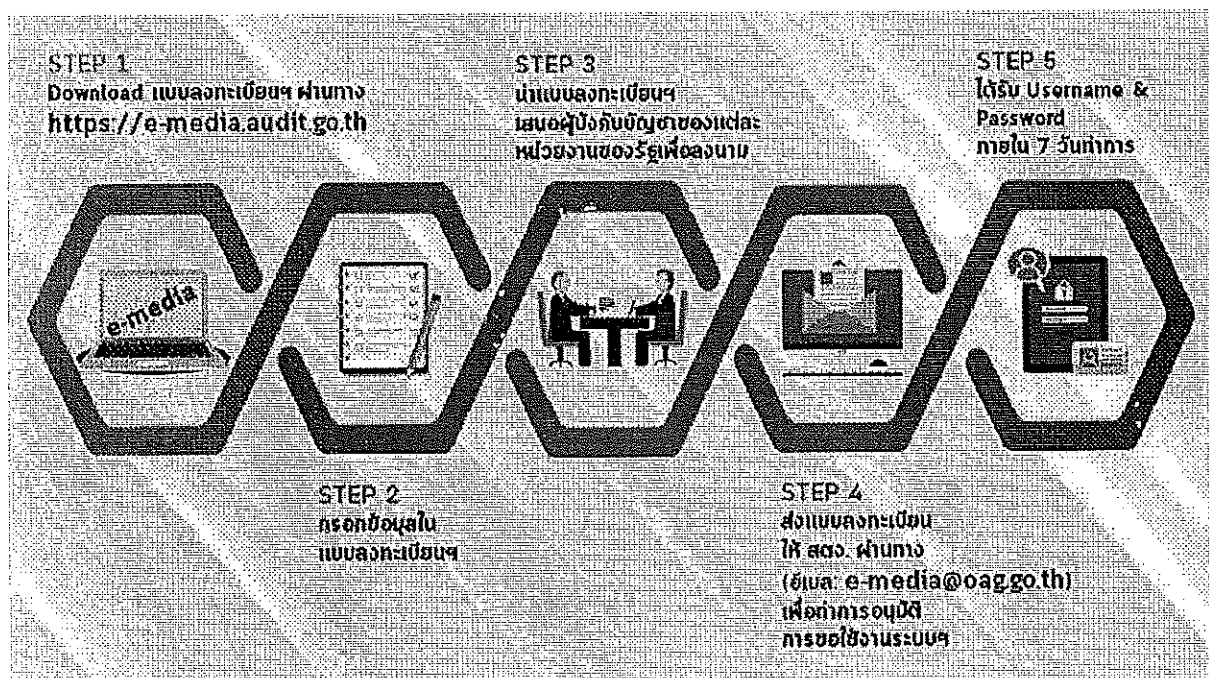 STEP 1
Download แบบลงทะเบียนฯ ผ่านทาง
https://e-media.audit.go.th
e-media
STEP 2
กรอกข้อมูลใน
แบบลงทะเบียนฯ
STEP 3
นำแบบลงทะเบียนฯ
เสนอผู้บังคับบัญชาของแต่ละ
หน่วยงานของรัฐเพื่อลงนาม
STEP 4
ส่งแบบลงทะเบียน
ให้ สตง. ผ่านทาง
(อีเมล: e-media@oag.go.th)
เพื่อทำการอนุมัติ
การขอใช้งานระบบฯ
STEP 5
ได้รับ Username &
Password
ภายใน 7 วันทำการ